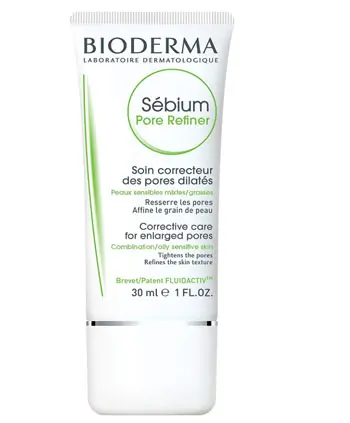 BIODERMA
LABORATOIRE DERMATOLOGIQUE
Sébium
Pore Refiner
Soin correcteur
des pores dilatés
Peaux sensibles mixtes/grasses
Resserre les pores
Affine le grain de peau
Corrective care
for enlarged pores
Combination/oily sensitive skin
Tightens the pores
Refines the skin texture
Brevet/Patent FLUIDACTIV™
30 ml ℮ 1 FL.OZ.